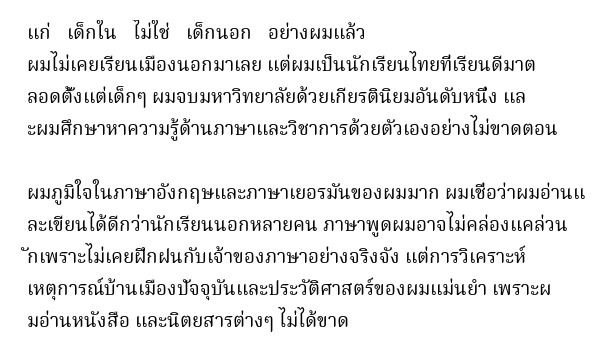 แก่ เด็กใน ไม่ใช่ เด็กนอก อย่างผมแล้ว
ผมไม่เคยเรียนเมืองนอกมาเลย แต่ผมเป็นนักเรียนไทยที่เรียนดีมาต
ลอดตั้งแต่เด็กๆ ผมจบมหาวิทยาลัยด้วยเกียรตินิยมอันดับหนึ่ง แล
ะผมศึกษาหาความรู้ด้านภาษาและวิชาการด้วยตัวเองอย่างไม่ขาดตอน
ผมภูมิใจในภาษาอังกฤษและภาษาเยอรมันของผมมาก ผมเชื่อว่าผมอ่านแ
ละเขียนได้ดีกว่านักเรียนนอกหลายคน ภาษาพูดผมอาจไม่คล่องแคล่วน
ักเพราะไม่เคยฝึกฝนกับเจ้าของภาษาอย่างจริงจัง แต่การวิเคราะห์
เหตุการณ์บ้านเมืองปัจจุบันและประวัติศาสตร์ของผมแม่นยำ เพราะผ
มอ่านหนังสือ และนิตยสารต่างๆ ไม่ได้ขาด